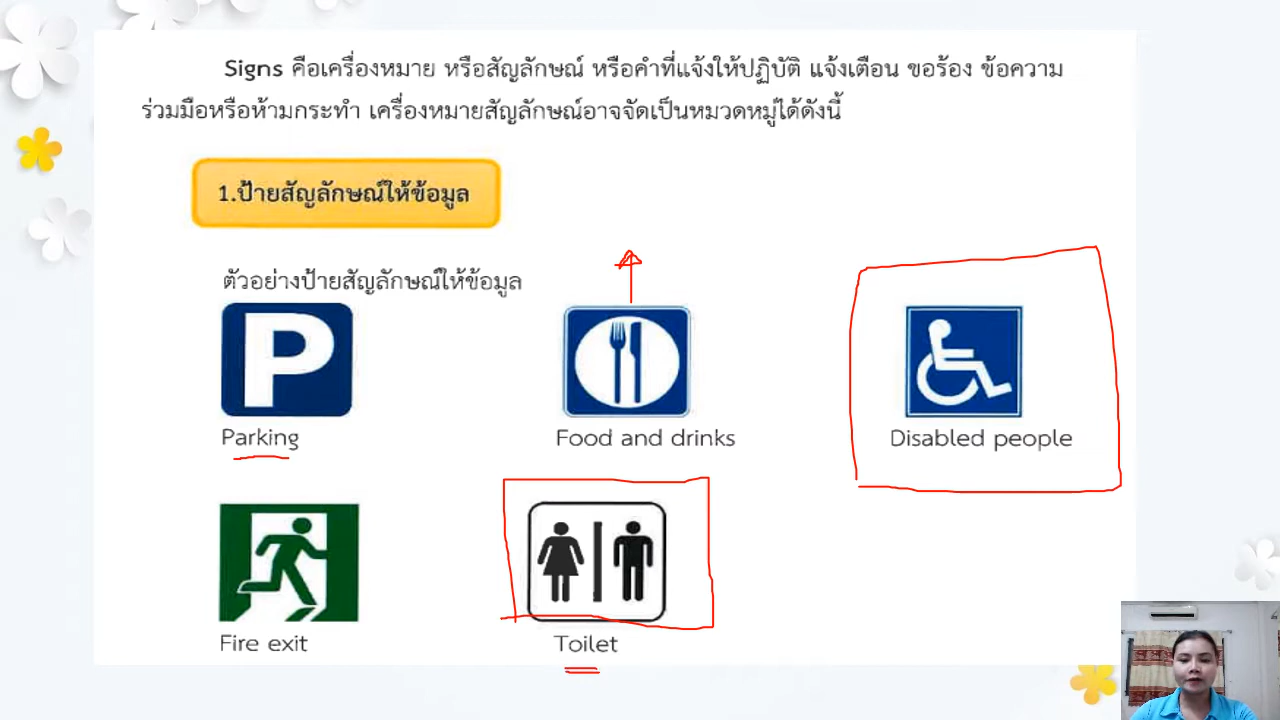 Signs คือเครื่องหมาย หรือสัญลักษณ์ หรือคำที่แจ้งให้ปฏิบัติ แจ้งเตือน ขอร้อง ข้อความ
ร่วมมือหรือห้ามกระทำ เครื่องหมายสัญลักษณ์อาจจัดเป็นหมวดหมู่ได้ดังนี้
1.ป้ายสัญลักษณ์ให้ข้อมูล
ตัวอย่างป้ายสัญลักษณ์ให้ข้อมูล
P
Parking
Food and drinks
Disabled people
Fire exit
Toilet